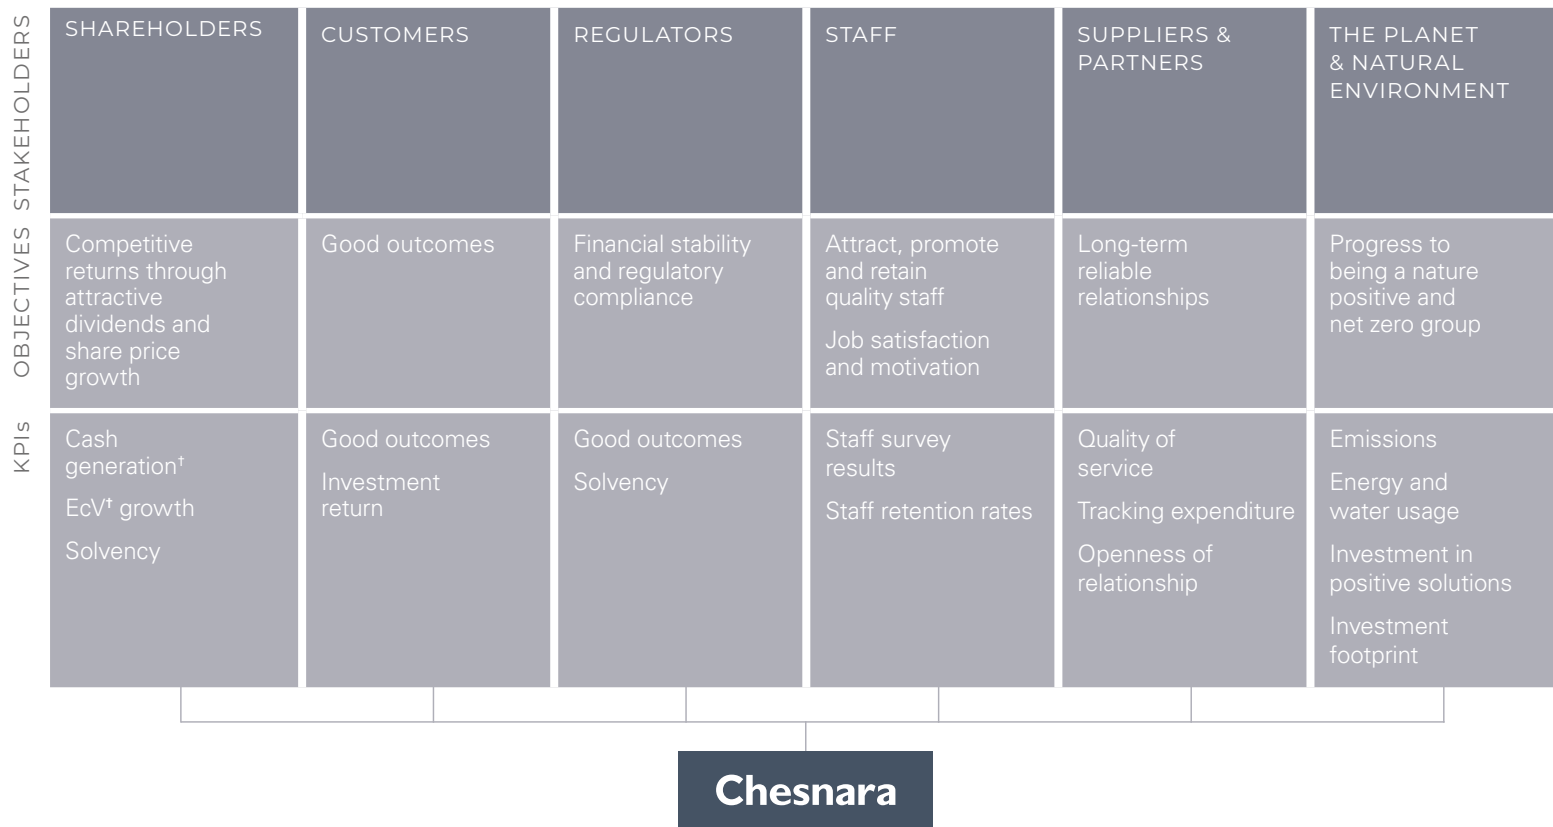 STAKEHOLDERS
SHAREHOLDERS
CUSTOMERS
REGULATORS
STAFF
SUPPLIERS &
PARTNERS
THE PLANET
& NATURAL
ENVIRONMENT
OBJECTIVES
Competitive
returns through
attractive
dividends and
share price
growth
Good outcomes
Financial stability
and regulatory
compliance
Attract, promote
and retain
quality staff
Job satisfaction
and motivation
Long-term
reliable
relationships
Progress to
being a nature
positive and
net zero group
KPIs
Cash
generation†
EcV† growth
Solvency
Good outcomes
Investment
return
Good outcomes
Solvency
Staff survey
results
Staff retention rates
Quality of
service
Tracking expenditure
Openness of
relationship
Emissions
Energy and
water usage
Investment in
positive solutions
Investment
footprint
Chesnara